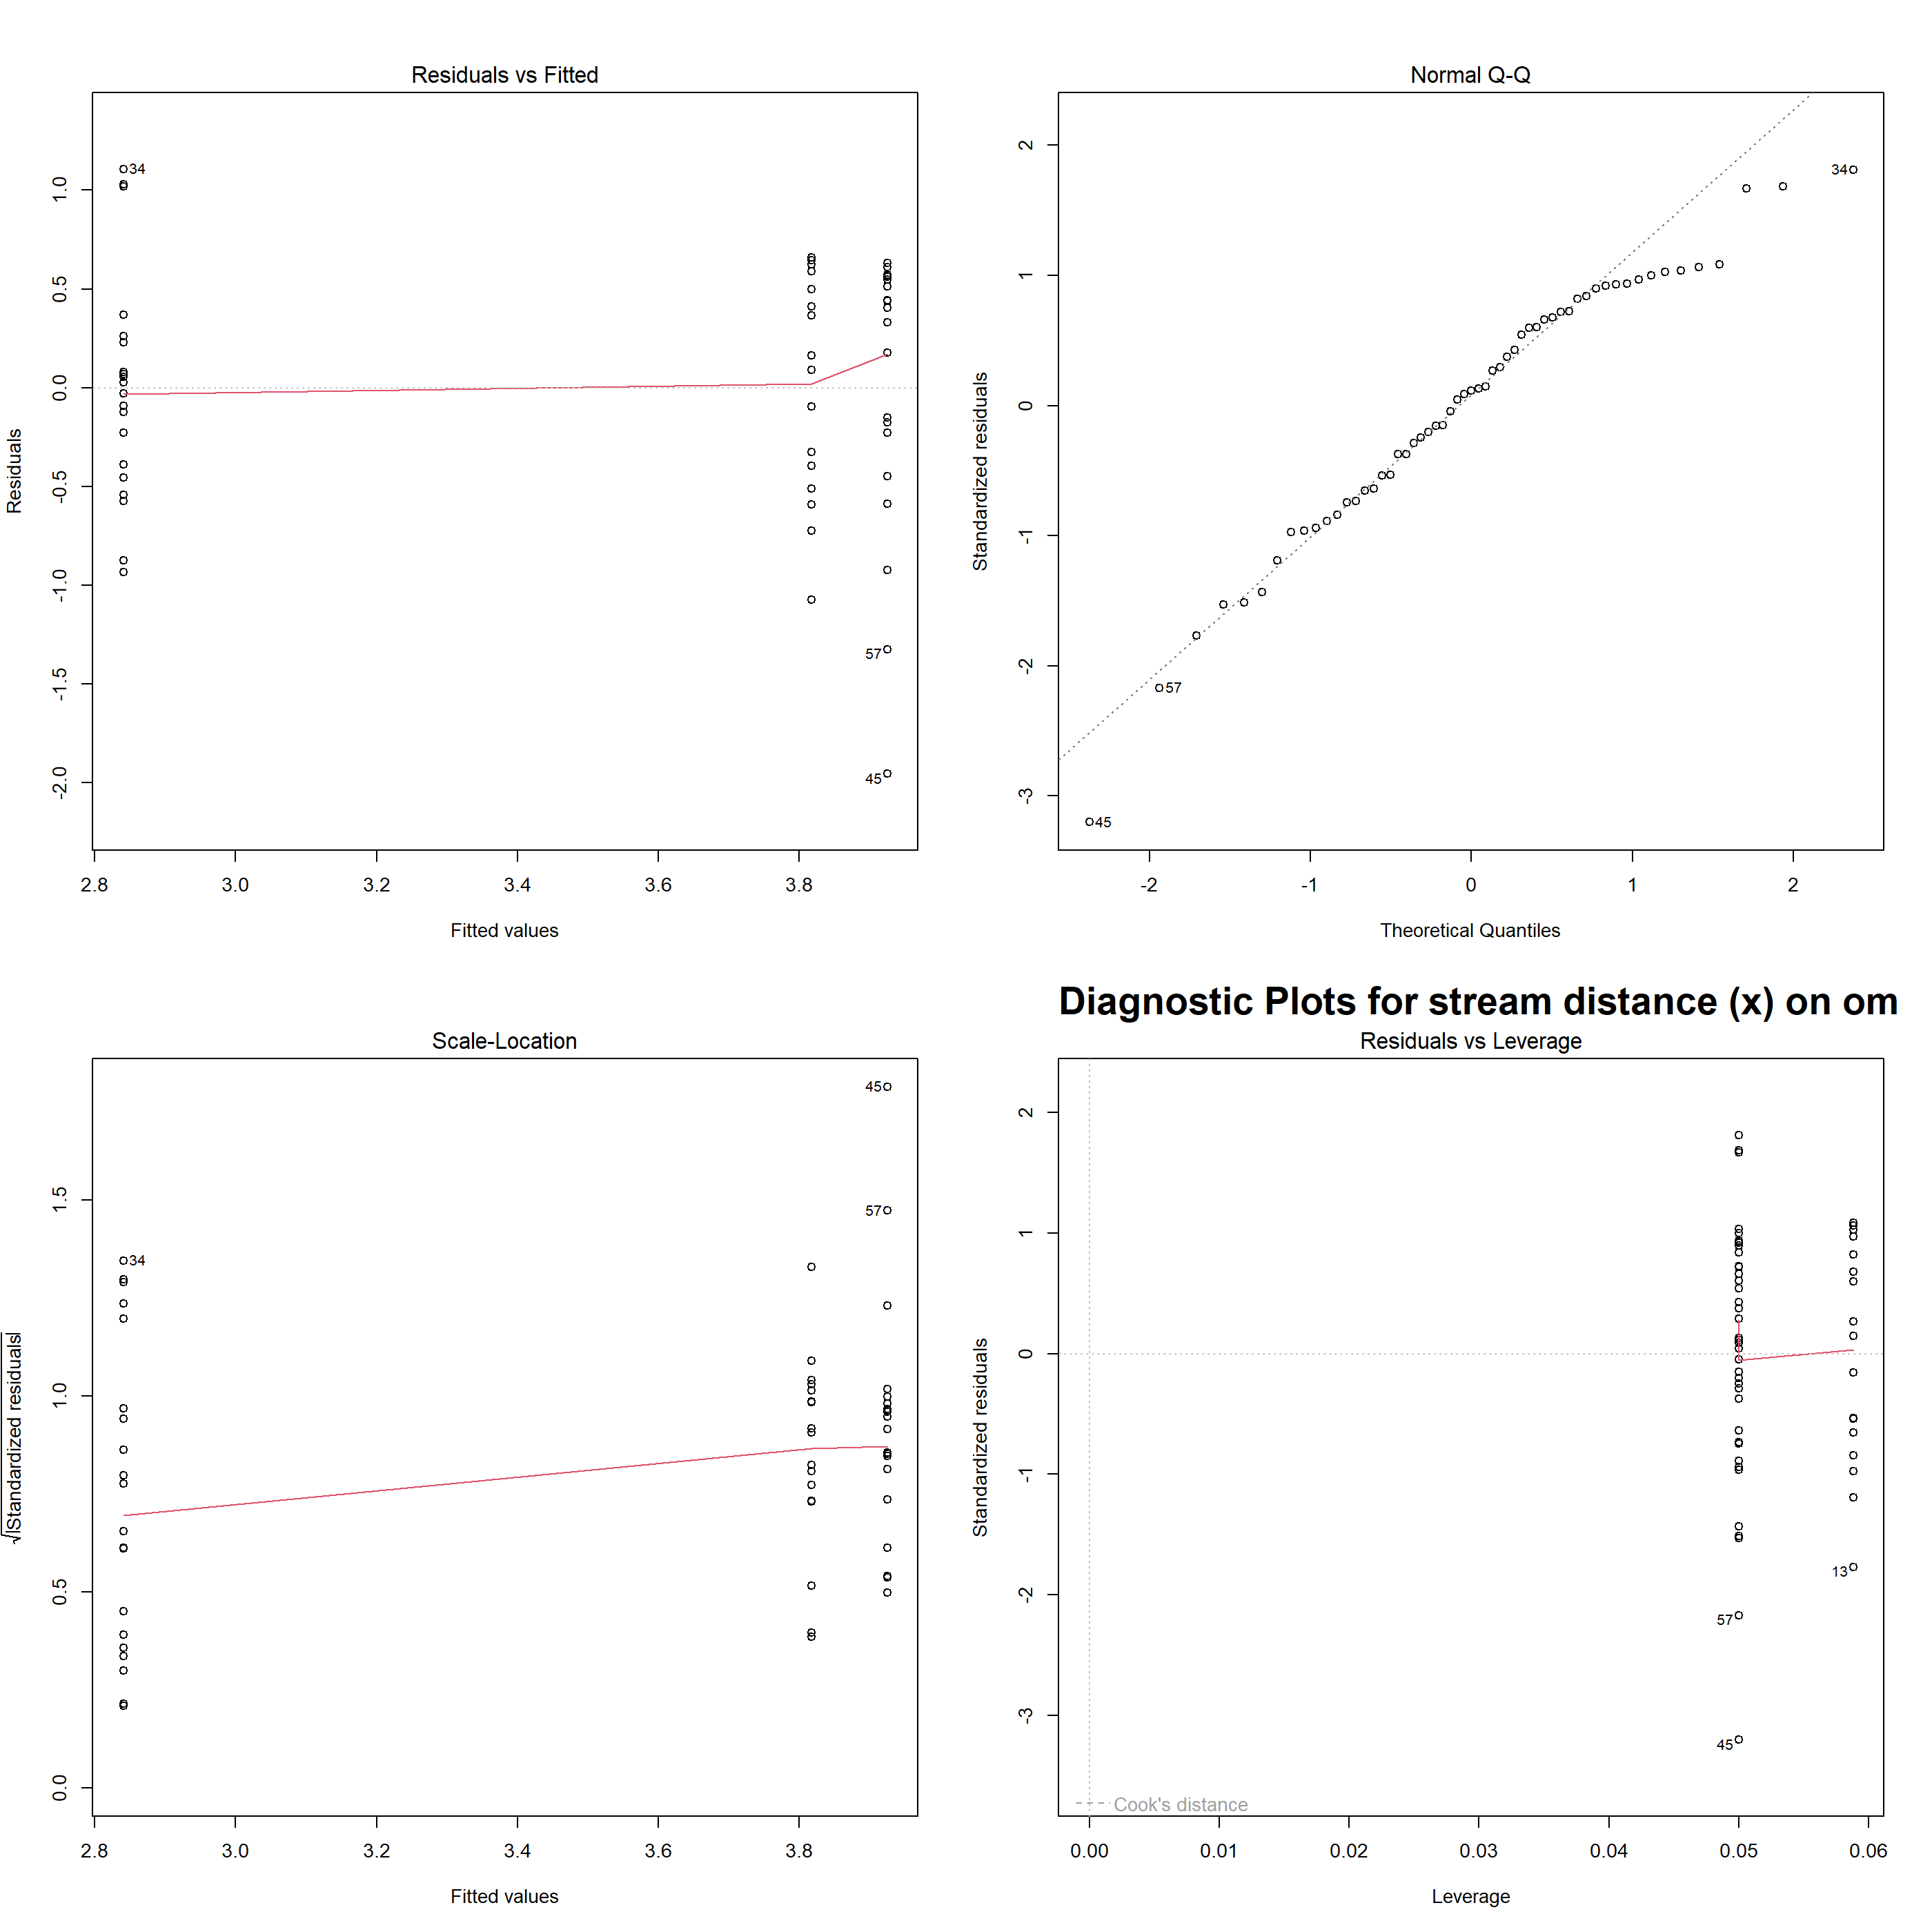 Residuals vs Fitted
Residuals
1.0
0.5
0.0
-0.5
-1.0
-1.5
-2.0
34
57
45
2.8 3.0 3.2 3.4 3.6 3.8
Fitted values
Normal Q-Q
Standardized residuals
2
1
0
-1
-2
-3
34
57
45
-2 -1 0 1 2
Theoretical Quantiles
Scale-Location
√|Standardized residuals|
1.5
1.0
0.5
0.0
45
57
34
2.8 3.0 3.2 3.4 3.6 3.8
Fitted values
Diagnostic Plots for stream distance (x) on om
Residuals vs Leverage
Standardized residuals
2
1
0
-1
-2
-3
13
57
45
Cook's distance
0.00 0.01 0.02 0.03 0.04 0.05 0.06
Leverage